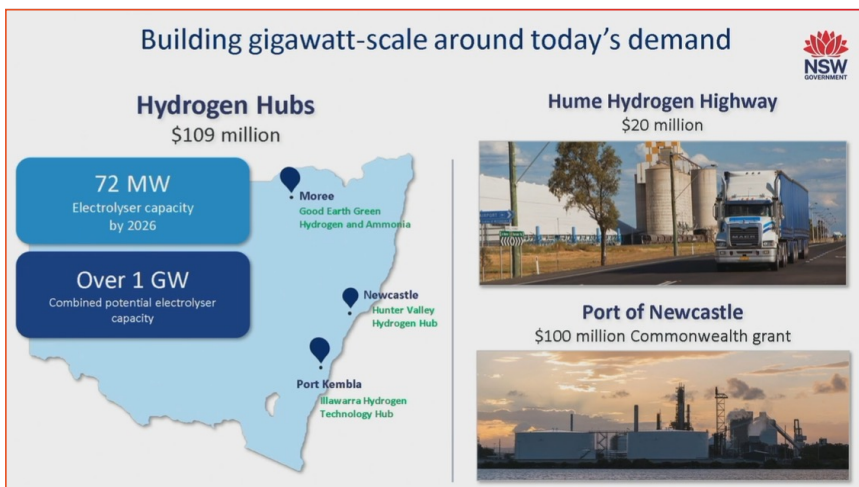 Building gigawatt-scale around today's demand
NSW
GOVERNMENT
Hydrogen Hubs
$109 million
72 MW
Electrolyser capacity
by 2026
Over 1 GW
Combined potential electrolyser
capacity
Moree
Good Earth Green
Hydrogen and Ammonia
Newcastle
Hunter Valley
Hydrogen Hub
Port Kembla
Illawarra Hydrogen
Technology Hub
Hume Hydrogen Highway
$20 million
Port of Newcastle
$100 million Commonwealth grant